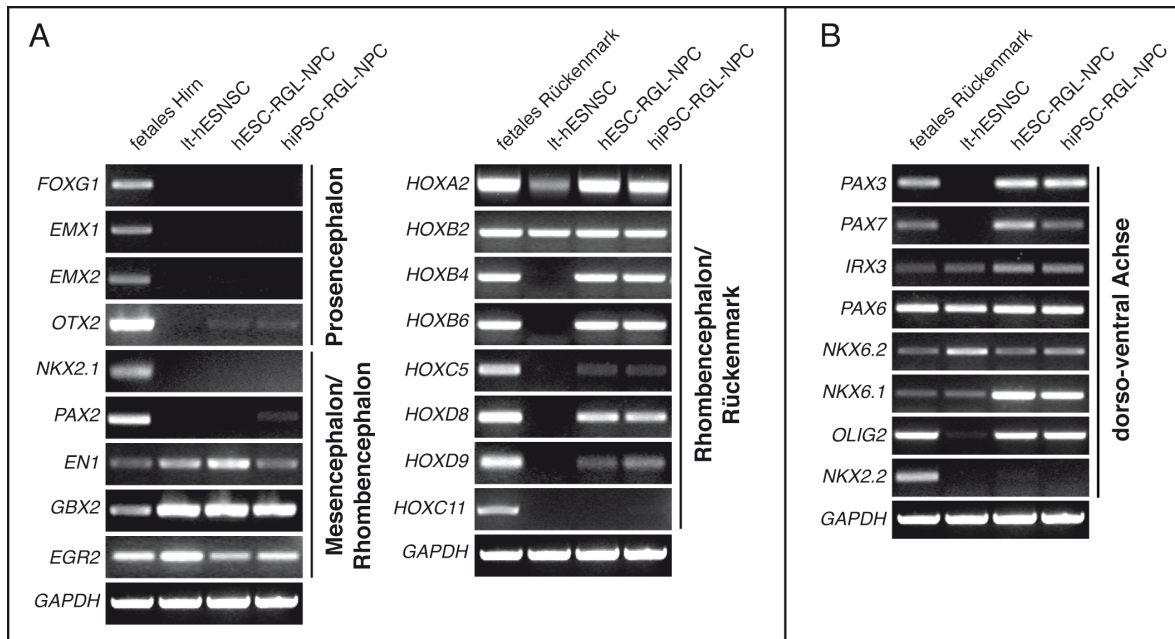 A
fetales Hirn
lt-hESNSC
hESC-RGL-NPC
hiPSC-RGL-NPC
FOXG1
EMX1
EMX2
OTX2
NKX2.1
PAX2
EN1
GBX2
EGR2
GAPDH
Prosencephalon
Mesencephalon/
Rhombencephalon
fetales Rückenmark
lt-hESNSC
hESC-RGL-NPC
hiPSC-RGL-NPC
HOXA2
HOXB2
HOXB4
HOXB6
HOXC5
HOXD8
HOXD9
HOXC11
GAPDH
Rhombencephalon/
Rückenmark
B
fetales Rückenmark
lt-hESNSC
hESC-RGL-NPC
hiPSC-RGL-NPC
PAX3
PAX7
IRX3
PAX6
NKX6.2
NKX6.1
OLIG2
NKX2.2
GAPDH
dorso-ventral Achse